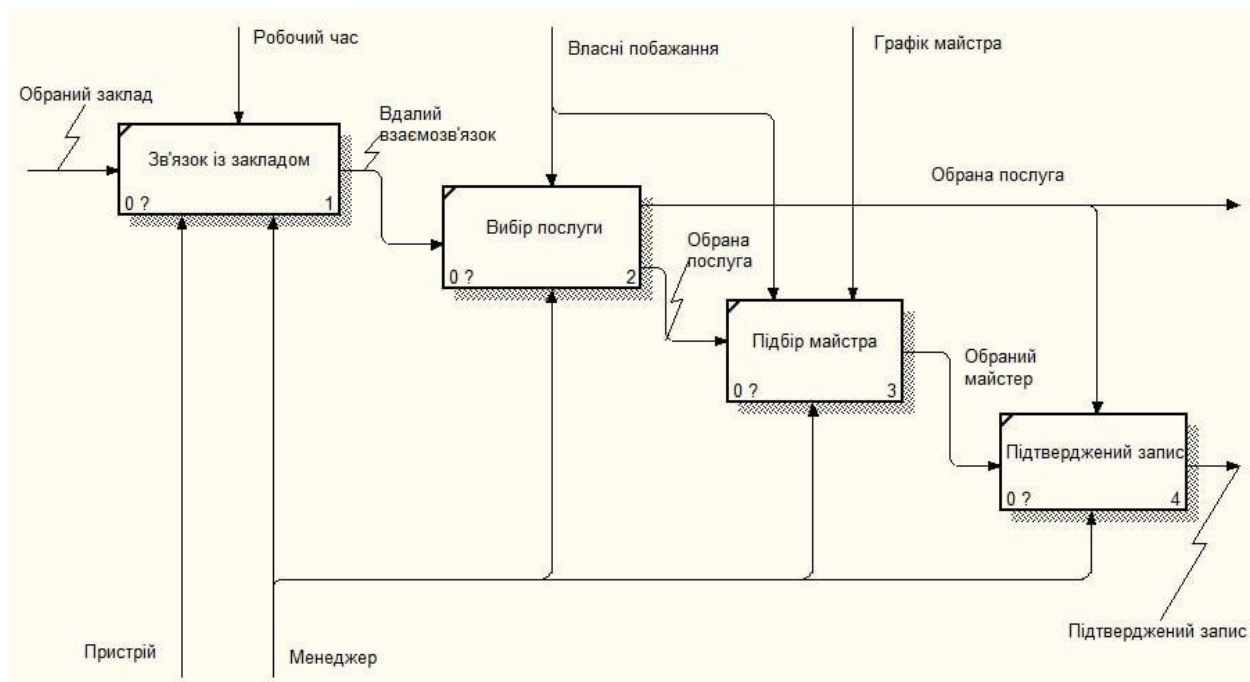 Робочий час
Власні побажання
Графік майстра
Обраний заклад
Вдалий
взаємозв'язок
Зв'язок із закладом
0 ?
1
Обрана послуга
Вибір послуги
0 ?
2
Обрана
послуга
Підбір майстра
0 ?
3
Обраний
майстер
Підтверджений запис
0 ?
4
Підтверджений запис
Пристрій
Менеджер